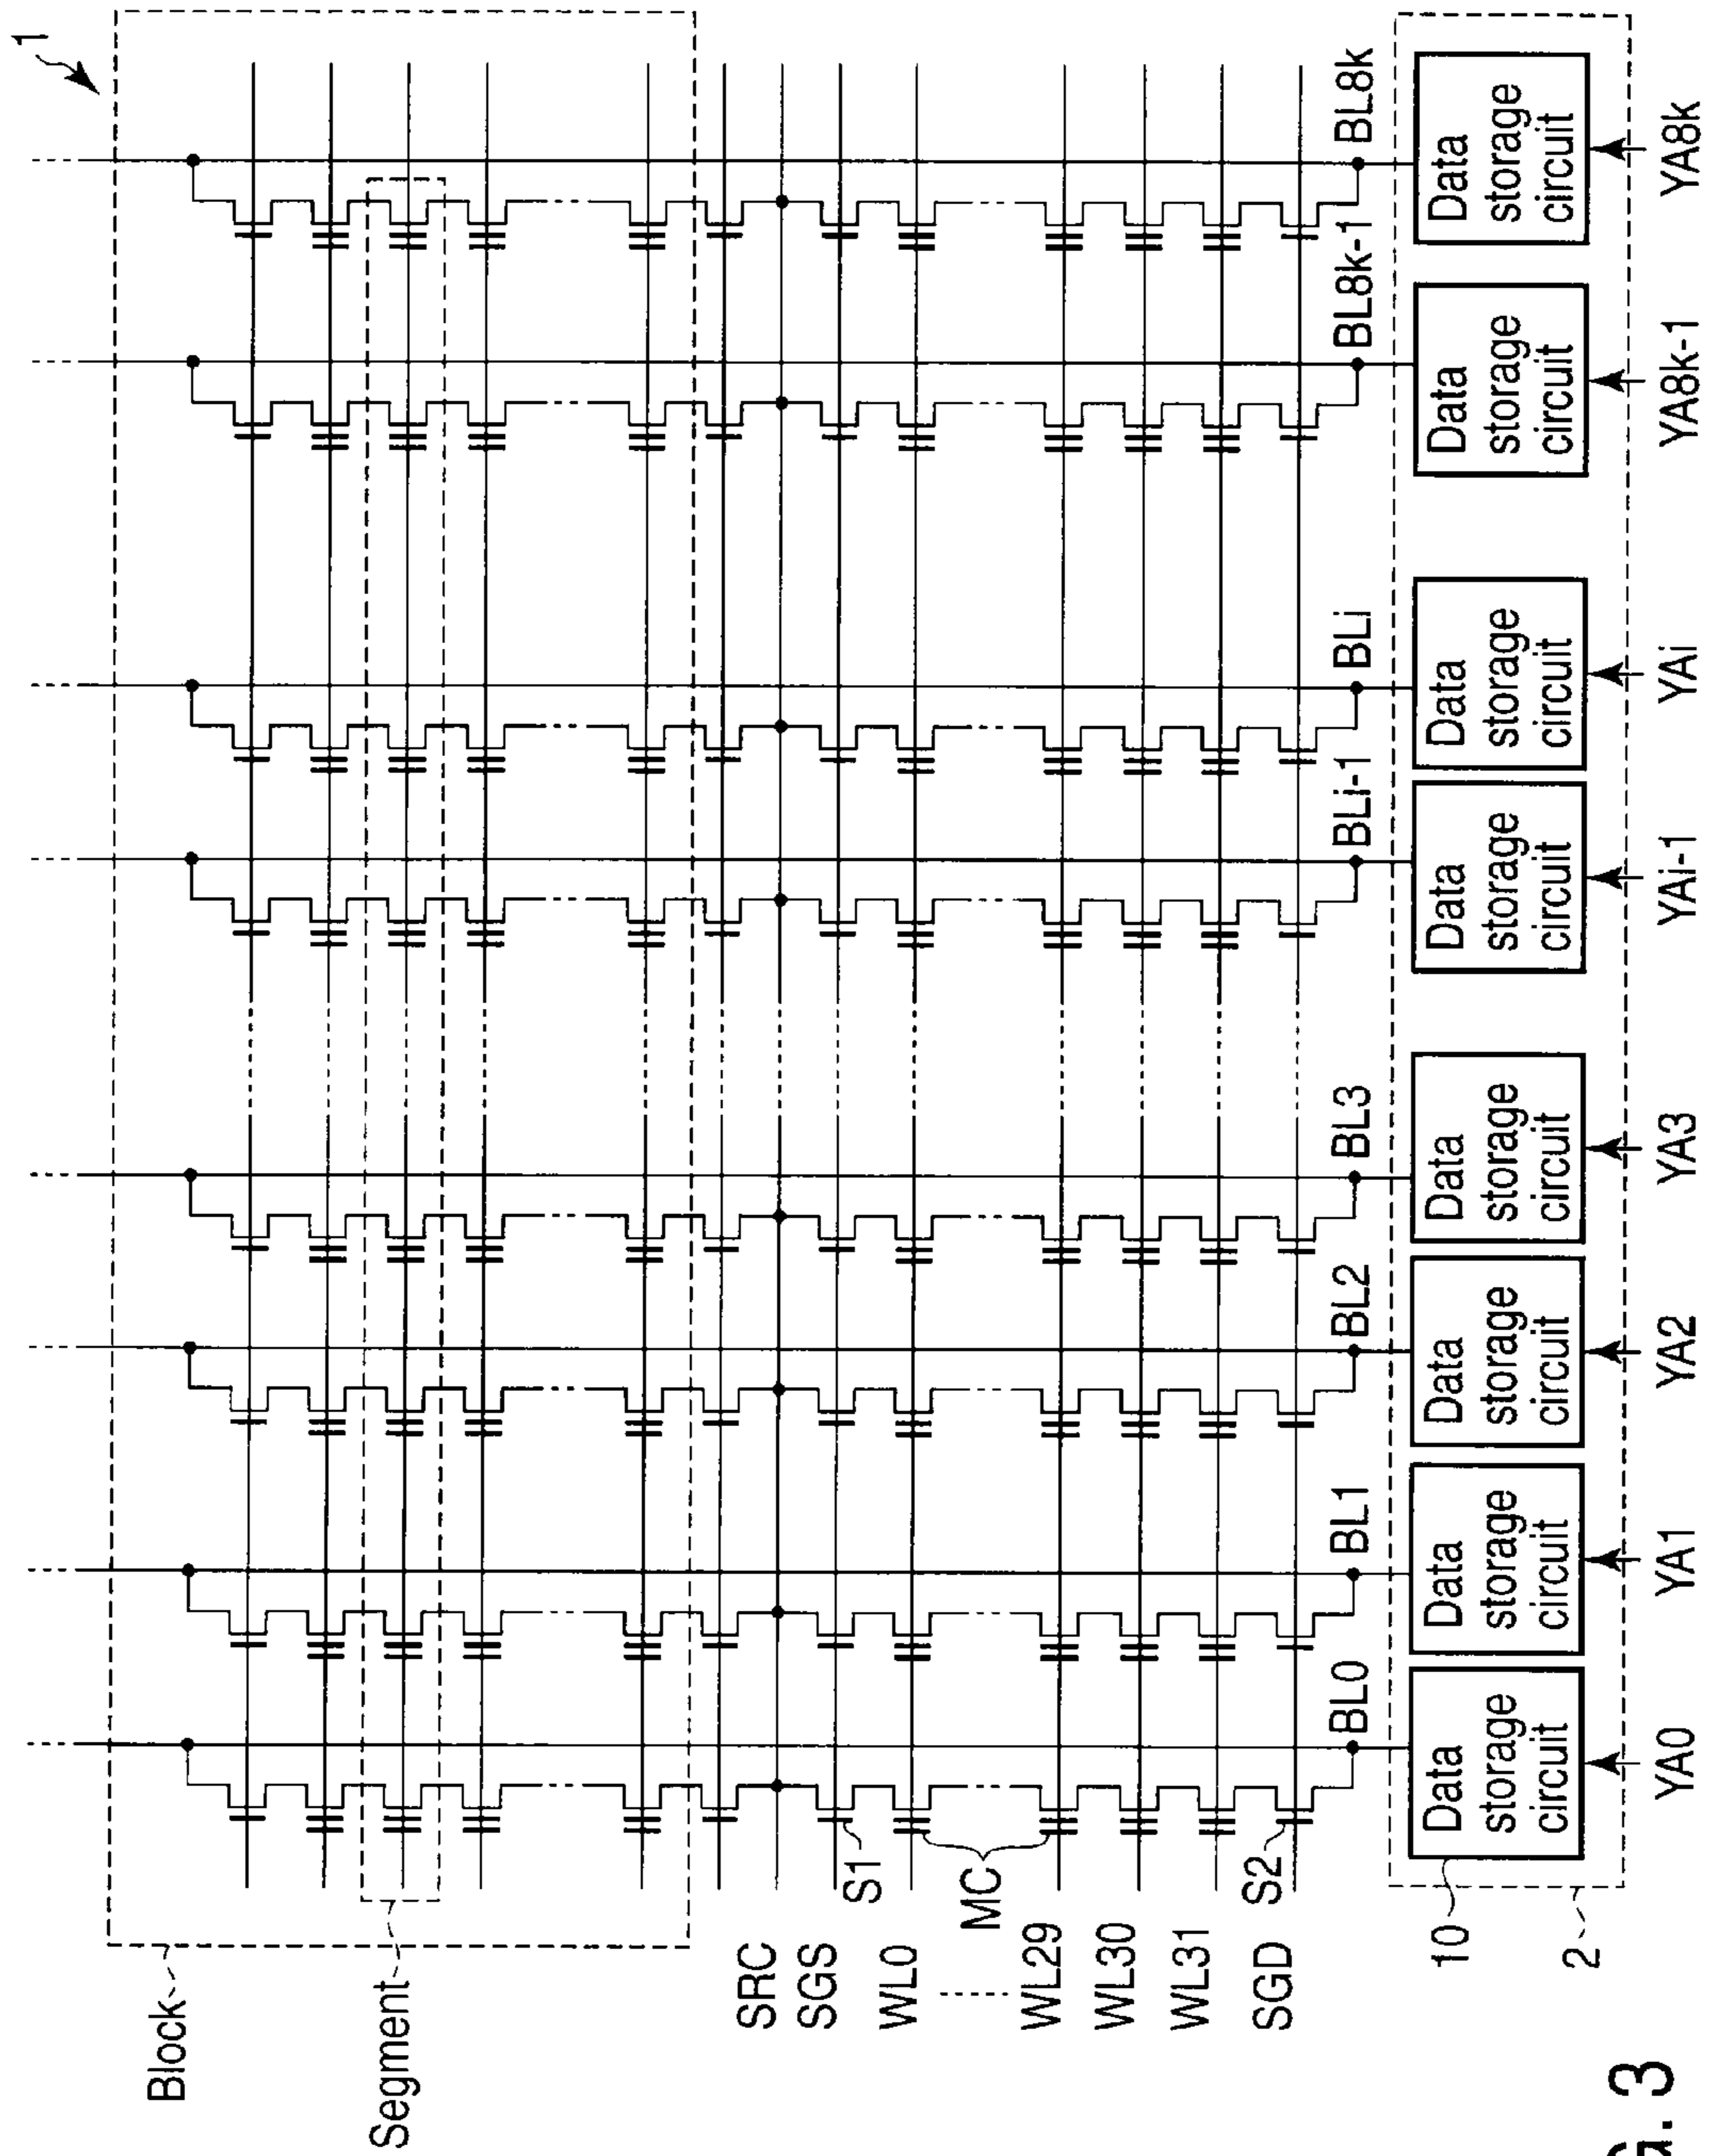 1
Block
Segment
SRC
SGS
WL0
WL29
WL30
WL31
SGD
S1
MC
S2
BL0
BL1
BL2
BL3
BLi-1
BLi
BL8k-1
BL8k
10
2
Data
storage
circuit
Data
storage
circuit
Data
storage
circuit
Data
storage
circuit
Data
storage
circuit
Data
storage
circuit
Data
storage
circuit
Data
storage
circuit
YA0
YA1
YA2
YA3
YAi-1
YAi
YA8k-1
YA8k
G. 3